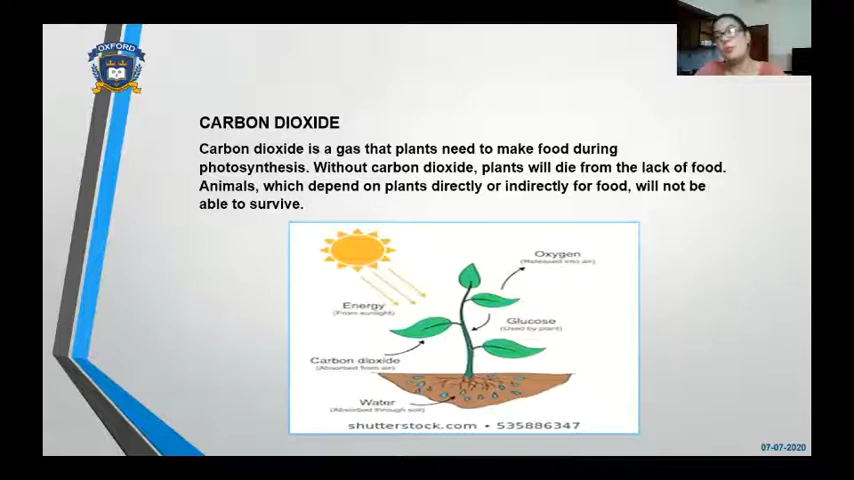 OXFORD
CARBON DIOXIDE
Carbon dioxide is a gas that plants need to make food during
photosynthesis. Without carbon dioxide, plants will die from the lack of food.
Animals, which depend on plants directly or indirectly for food, will not be
able to survive.
Oxygen
(Released into air)
Energy
(From sunlight)
Glucose
(Used by plant)
Carbon dioxide
(Absorbed from air)
Water
(Absorbed through soil)
shutterstock.com • 535886347
07-07-2020